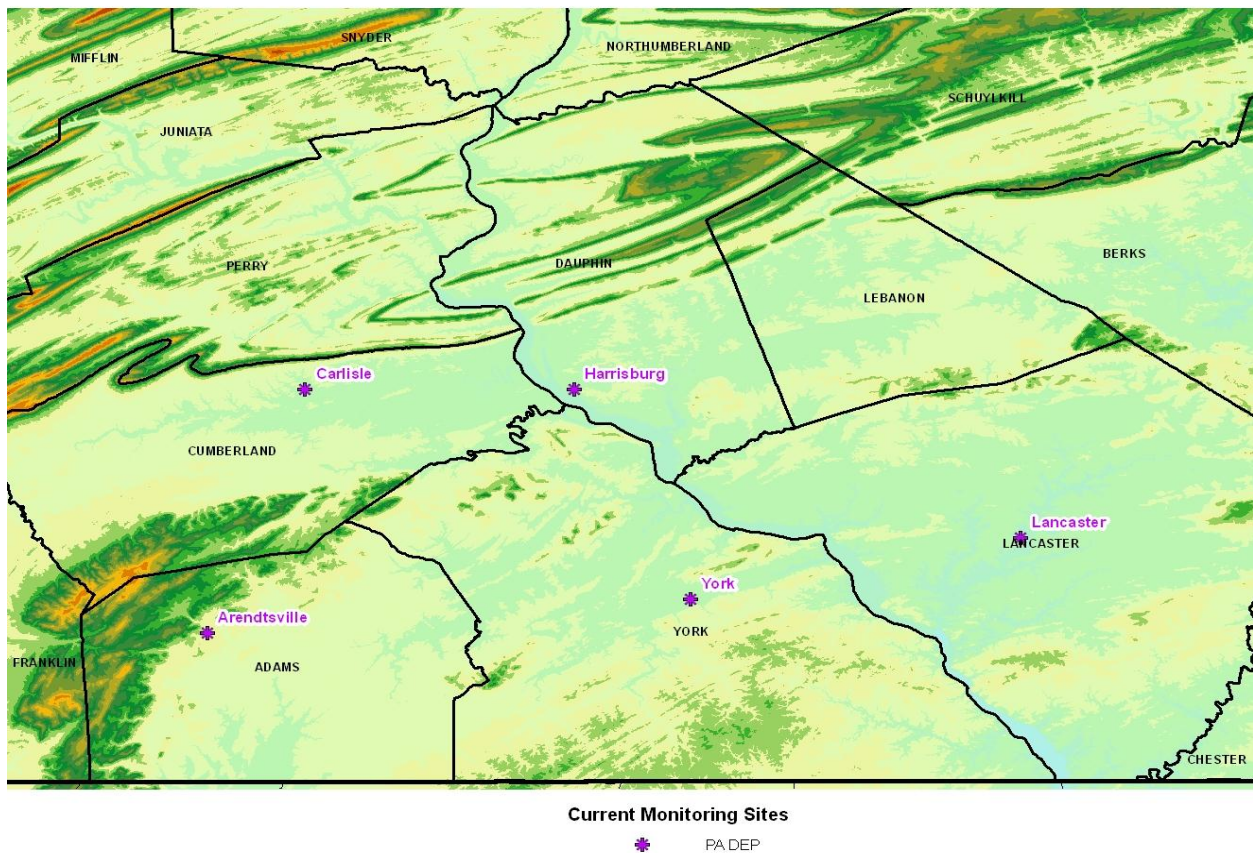 SNYDER
NORTHUMBERLAND
MIFFLIN
SCHUYLKILL
JUNIATA
BERKS
PERRY
DAUPHIN
LEBANON
Carlisle
Harrisburg
CUMBERLAND
Lancaster
LANCASTER
York
Arendtsville
YORK
FRANKLIN
ADAMS
CHESTER
Current Monitoring Sites
PA DEP